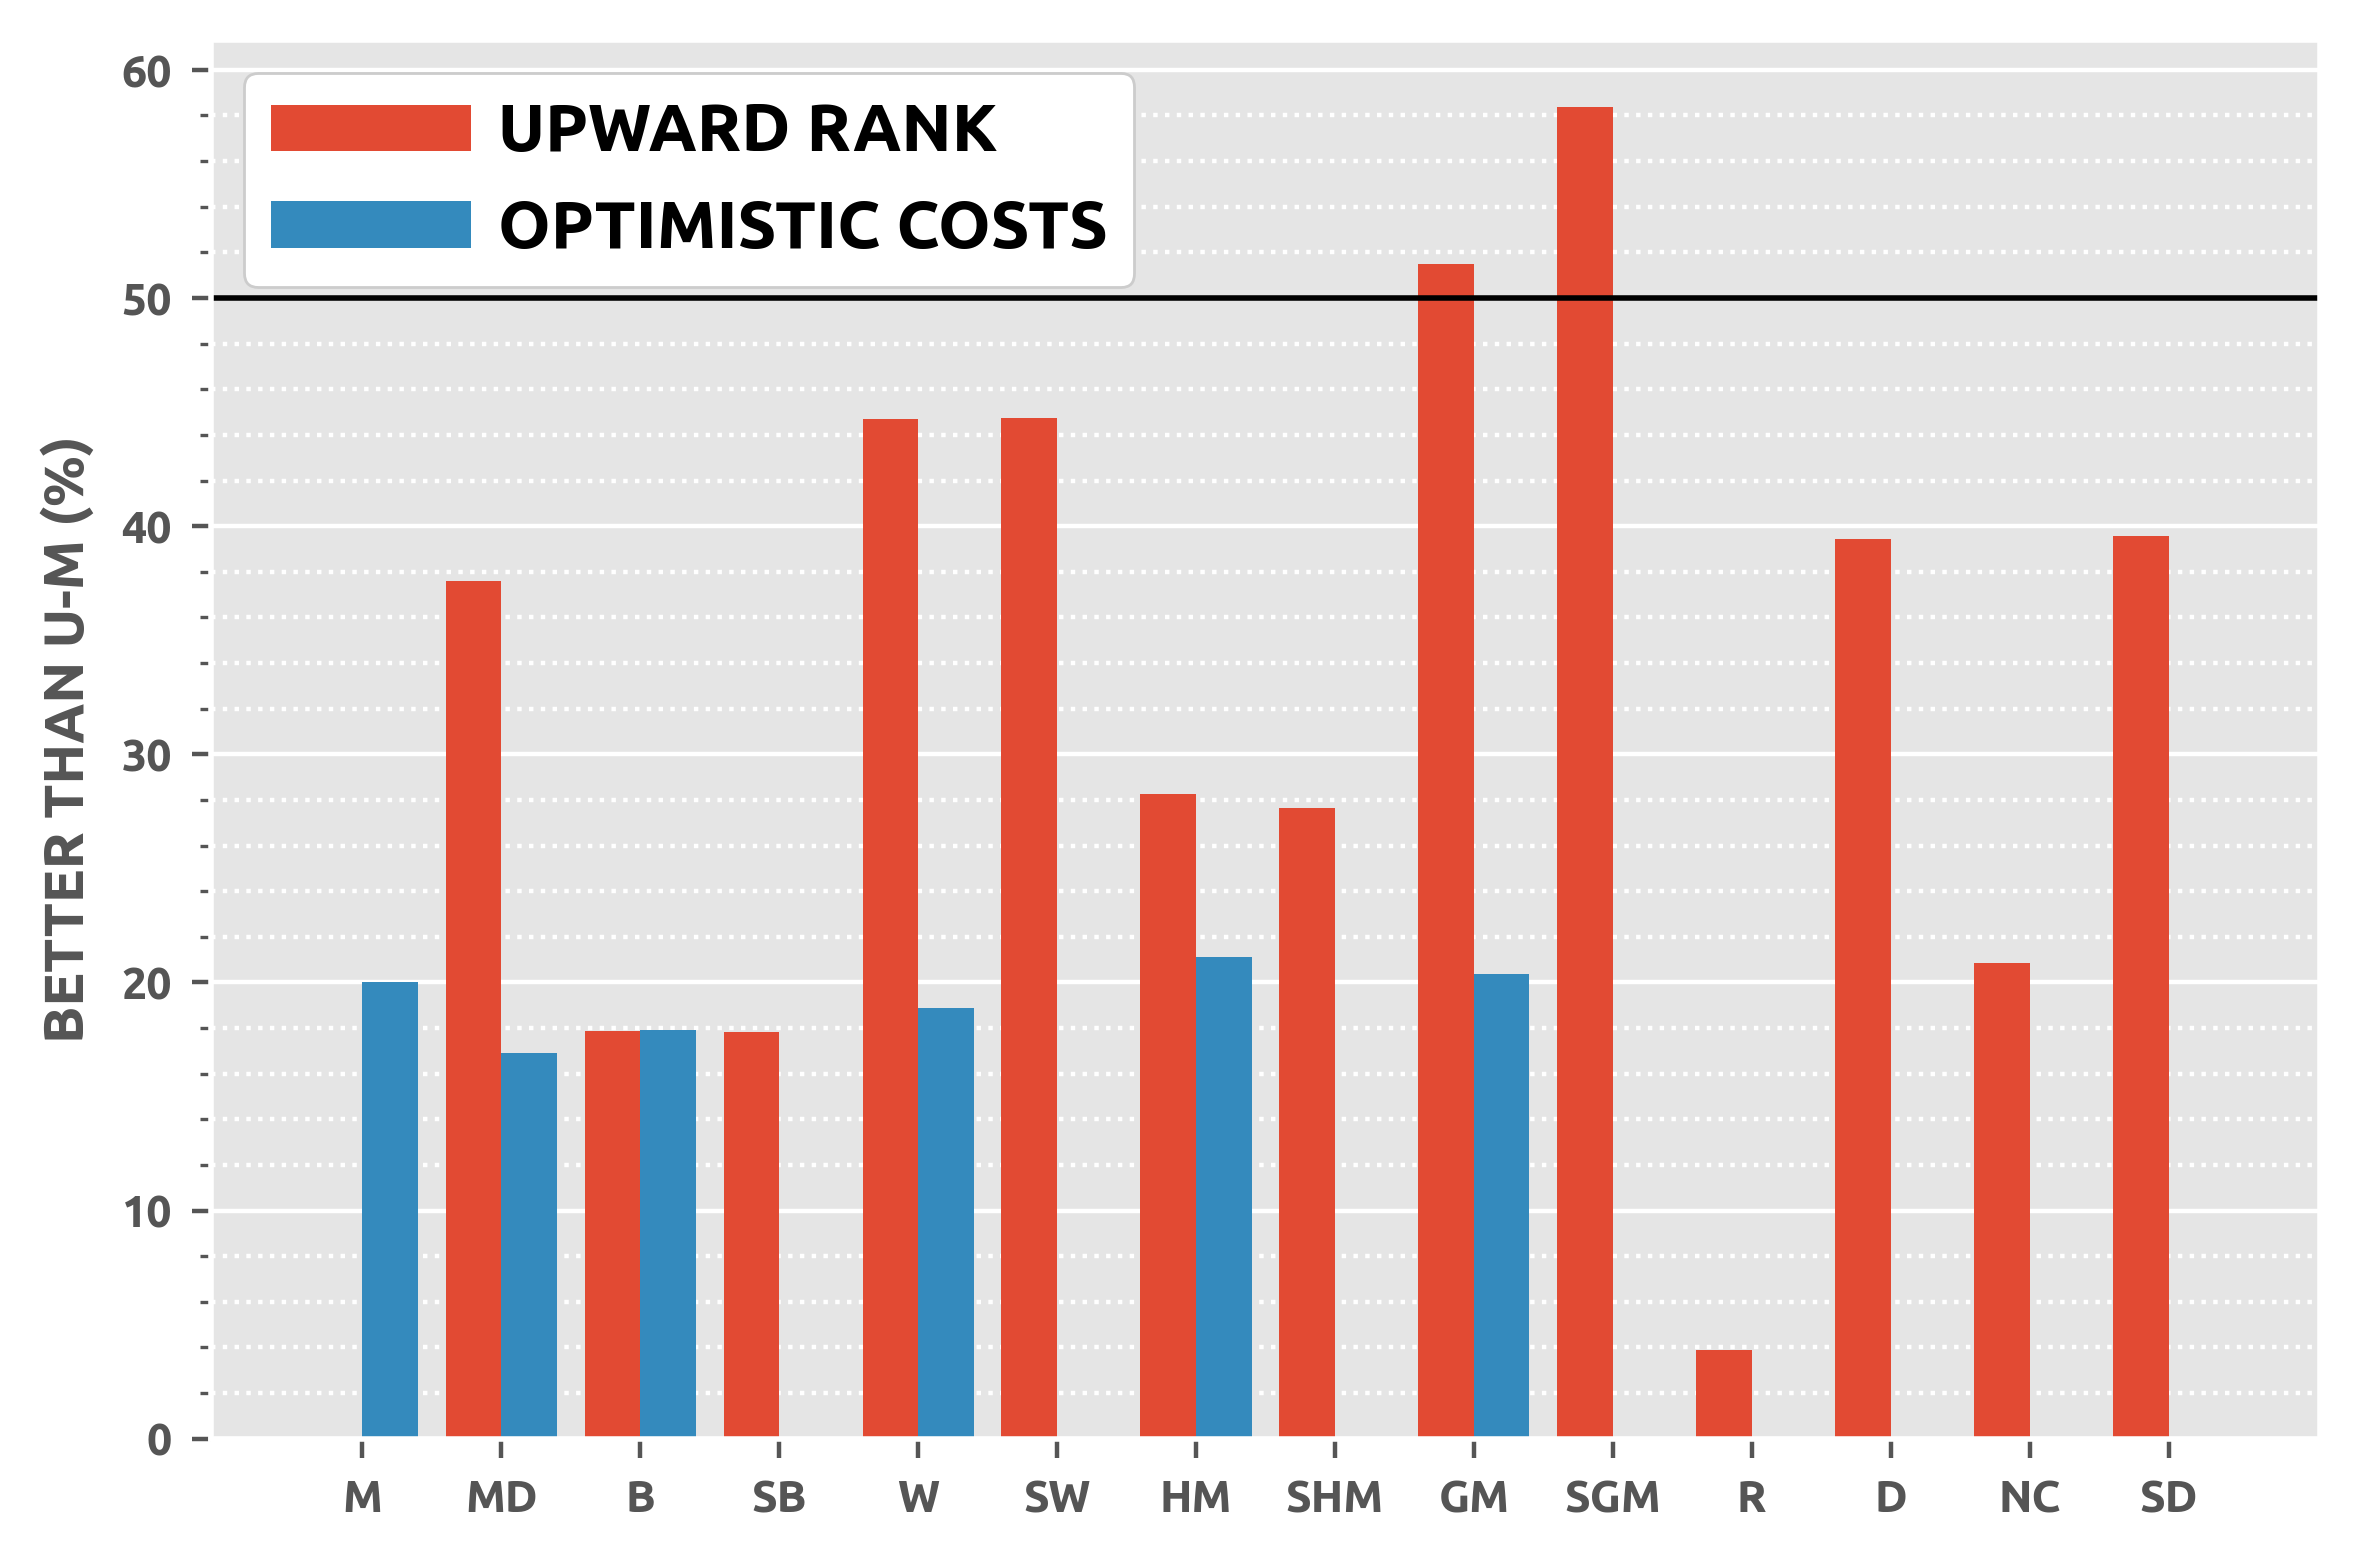 UPWARD RANK
OPTIMISTIC COSTS
BETTER THAN U-M (%)
60
50
40
30
20
10
0
M MD B SB W SW HM SHM GM SGM R D NC SD